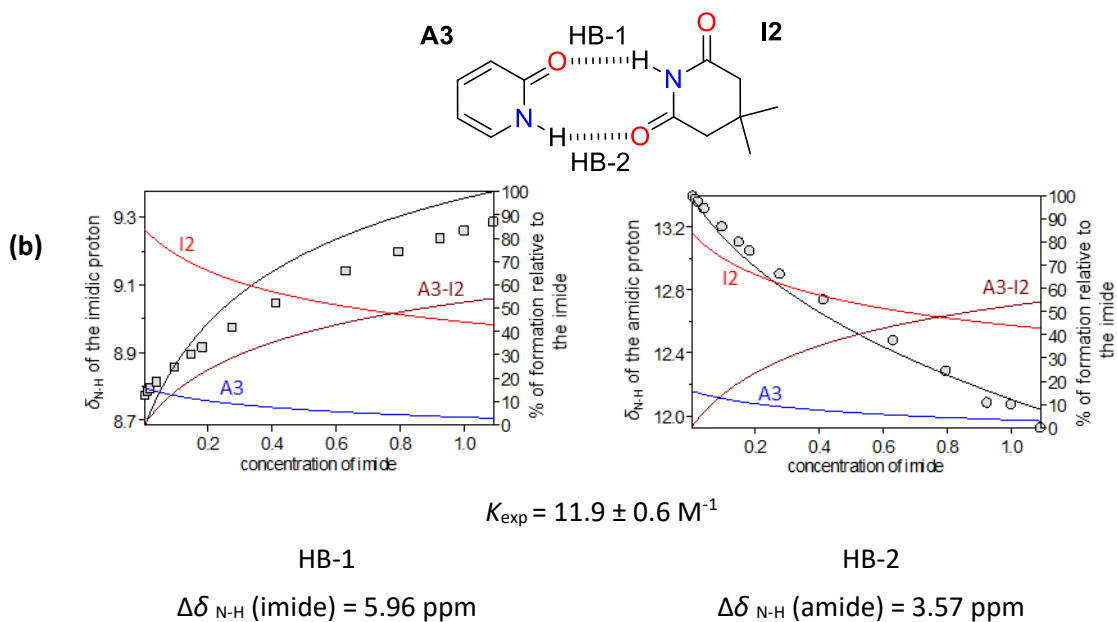 A3
HB-1
I2
O
O
H
N
N
H
O
HB-2
(b)
δN-H of the imidic proton
9.3
9.1
8.9
8.7
I2
A3-I2
A3
100
90
80
70
60
50
40
30
20
10
0
% of formation relative to
the imide
0.2 0.4 0.6 0.8 1.0
concentration of imide
δN-H of the amidic proton
13.2
12.8
12.4
12.0
I2
A3-I2
A3
100
90
80
70
60
50
40
30
20
10
0
% of formation relative to
the imide
0.2 0.4 0.6 0.8 1.0
concentration of imide
Kexp = 11.9 ± 0.6 M-1
HB-1 HB-2
Δδ N-H (imide) = 5.96 ppm Δδ N-H (amide) = 3.57 ppm